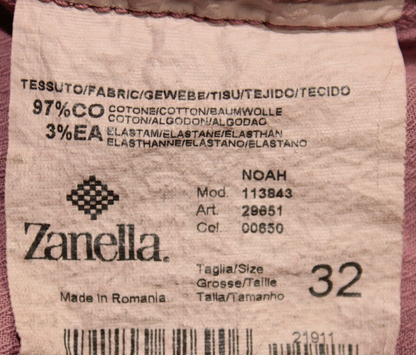 TESSUTO/FABRIC/GEWEBE/TISU/TEJIDO/TECIDO
97%CO COTONE/COTTON/BAUMWOLLE
COTON/ALGODON/ALGODAO
3%EA ELASTAM/ELASTANE/ELASTHAN
ELASTHANNE/ELASTANO/ELASTANO
NOAH
Mod. 113843
Art. 29651
Col. 00650
Zanella.
Taglia/Size
Grosse/Taille
Talla/Tamanho
32
Made in Romania
21911